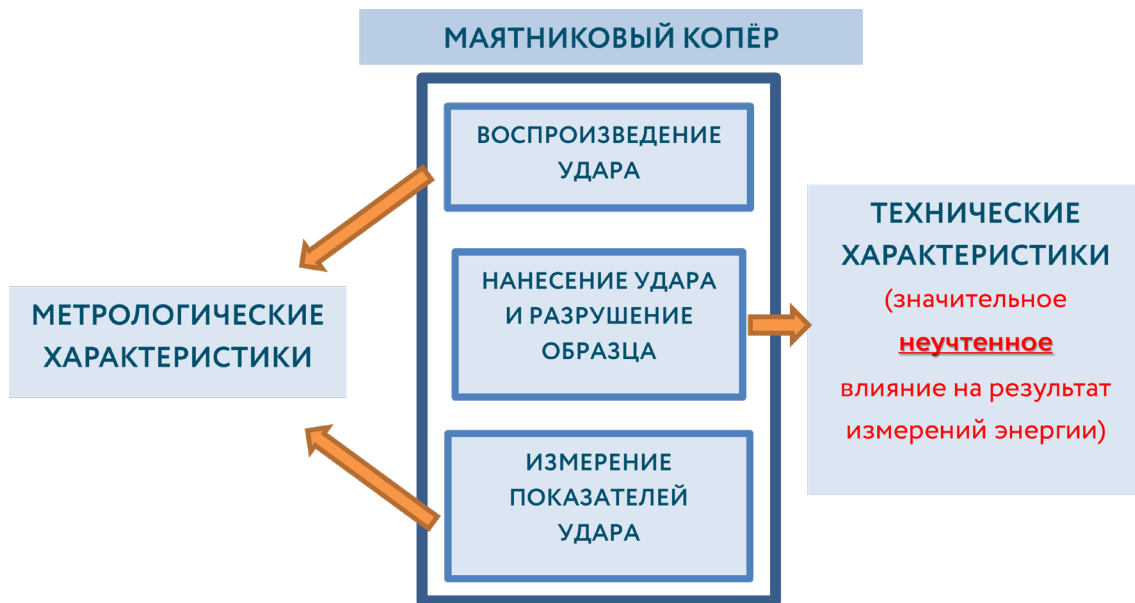 МАЯТНИКОВЫЙ КОПЁР
ВОСПРОИЗВЕДЕНИЕ
УДАРА
НАНЕСЕНИЕ УДАРА
И РАЗРУШЕНИЕ
ОБРАЗЦА
ИЗМЕРЕНИЕ
ПОКАЗАТЕЛЕЙ
УДАРА
МЕТРОЛОГИЧЕСКИЕ
ХАРАКТЕРИСТИКИ
ТЕХНИЧЕСКИЕ
ХАРАКТЕРИСТИКИ
(значительное
неучтенное
влияние на результат
измерений энергии)